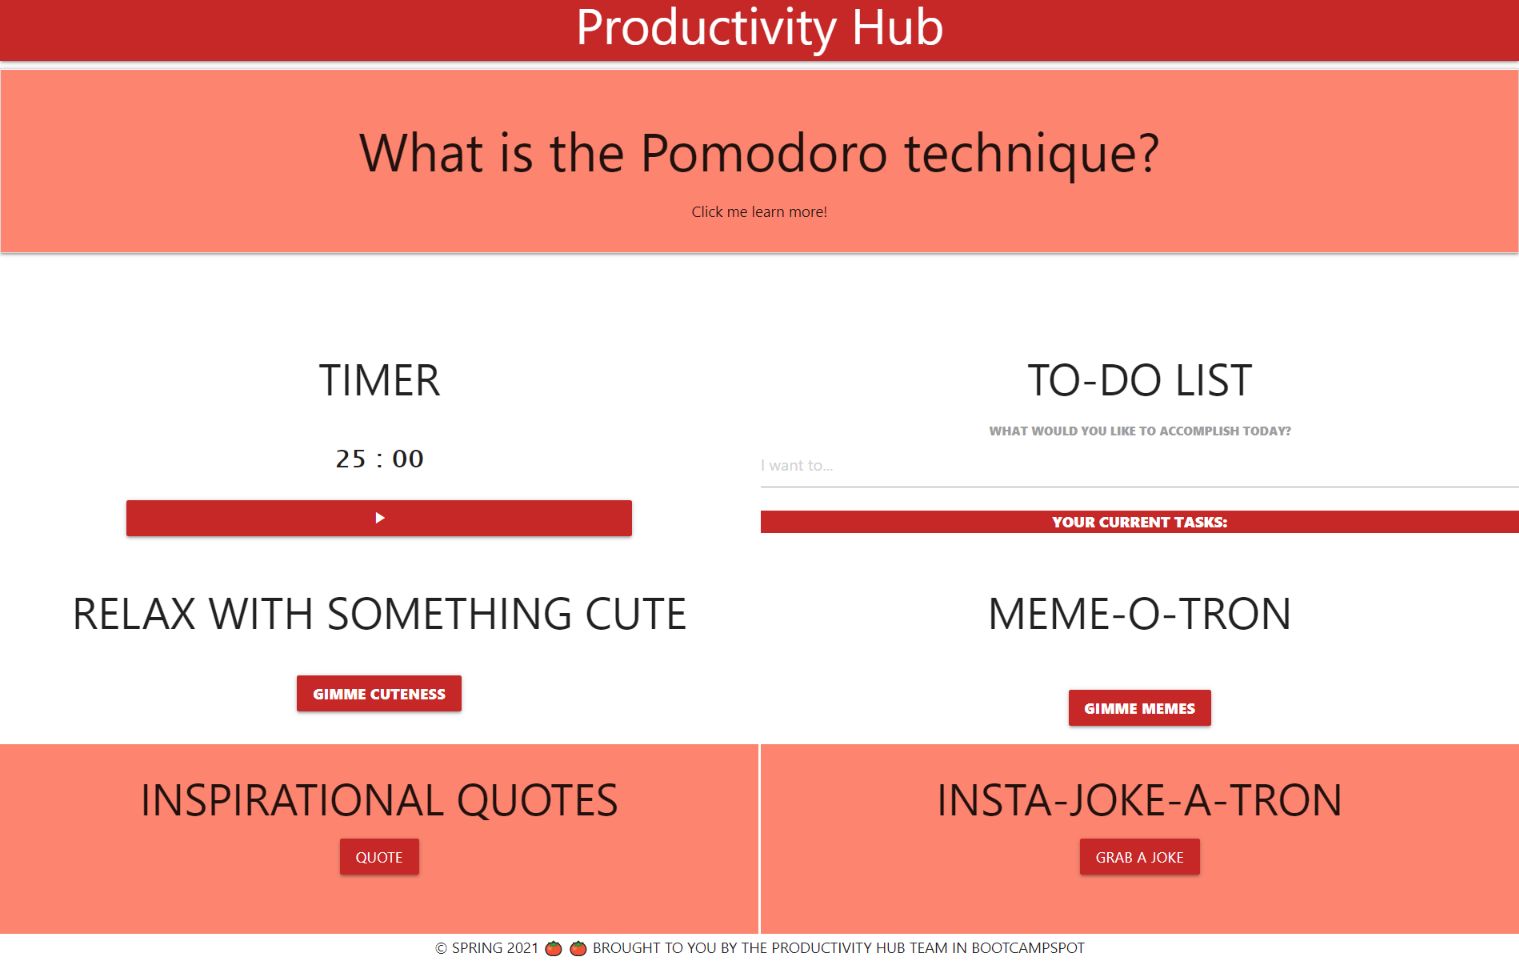 Productivity Hub
What is the Pomodoro technique?
Click me learn more!
TIMER
25 : 00
TO-DO LIST
WHAT WOULD YOU LIKE TO ACCOMPLISH TODAY?
I want to...
YOUR CURRENT TASKS:
RELAX WITH SOMETHING CUTE
GIMME CUTENESS
MEME-O-TRON
GIMME MEMES
INSPIRATIONAL QUOTES
QUOTE
INSTA-JOKE-A-TRON
GRAB A JOKE
© SPRING 2021 🍅 🍅 BROUGHT TO YOU BY THE PRODUCTIVITY HUB TEAM IN BOOTCAMPSPOT